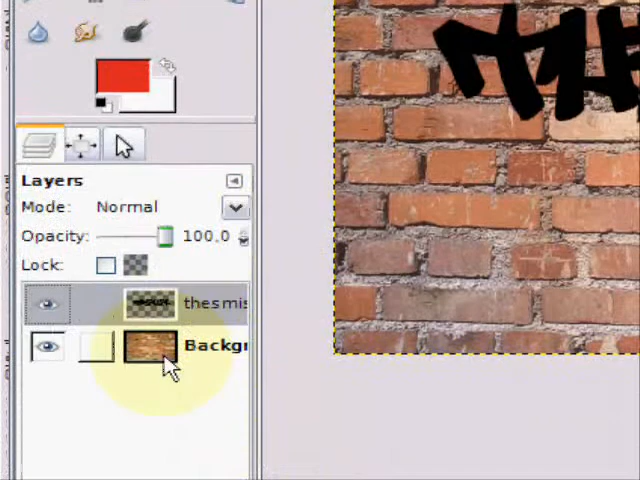 Layers
Mode: Normal
Opacity: 100.0
Lock:
thesmis
Backgr